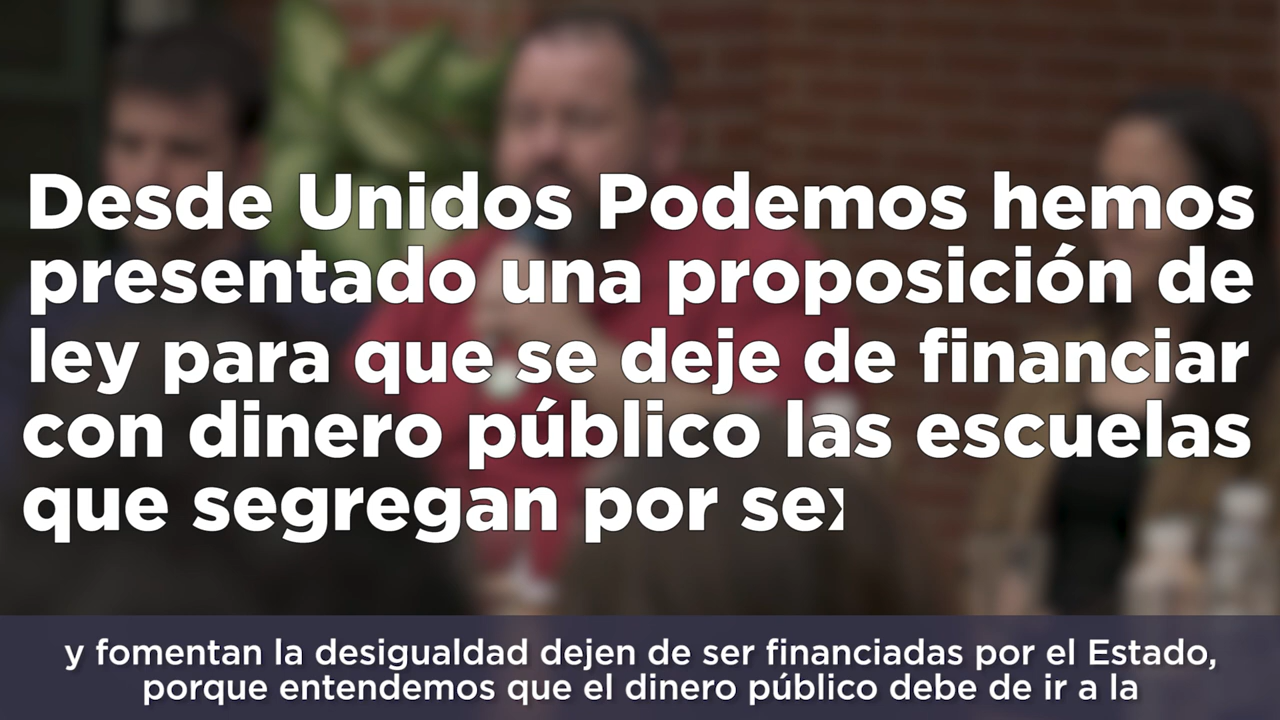 Desde Unidos Podemos hemos
presentado una proposición de
ley para que se deje de financiar
con dinero público las escuelas
que segregan por sex
y fomentan la desigualdad dejen de ser financiadas por el Estado,
porque entendemos que el dinero público debe de ir a la